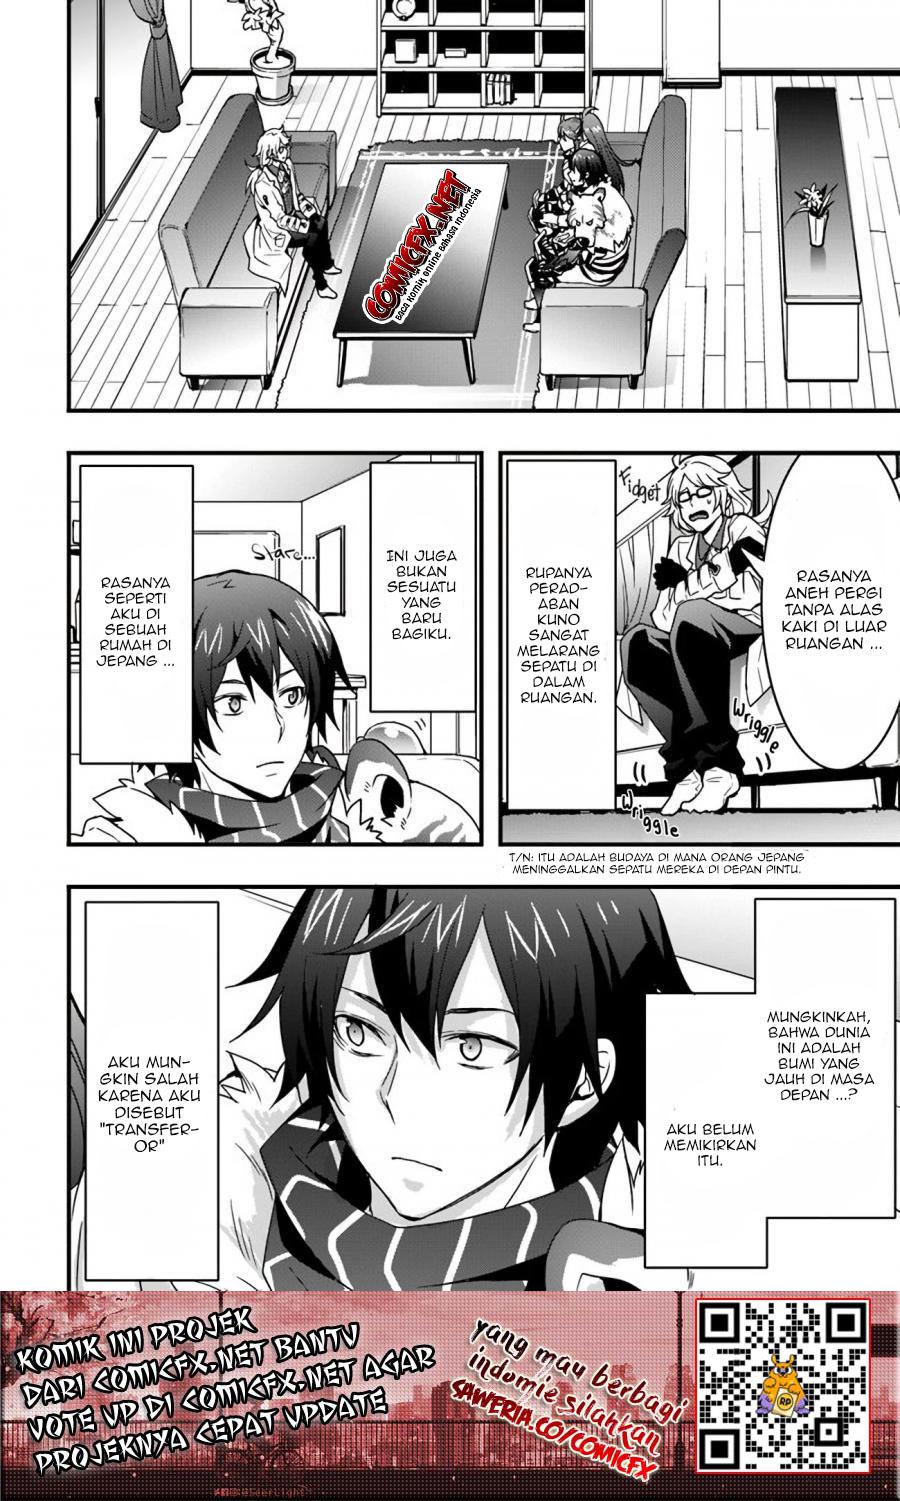 COMICFX.NET
Baca komik online Bahasa Indonesia
RASANYA
ANEH PERGI
TANPA ALAS
KAKI DI LUAR
RUANGAN ...
Fidget
Wriggle
Wriggle
RUPANYA
PERAD-
ABAN
KUNO
SANGAT
MELARANG
SEPATU DI
DALAM
RUANGAN.
T/N: ITU ADALAH BUDAYA DI MANA ORANG JEPANG
MENINGGALKAN SEPATU MEREKA DI DEPAN PINTU.
INI JUGA
BUKAN
SESUATU
YANG
BARU
BAGIKU.
Stare...
RASANYA
SEPERTI
AKU DI
SEBUAH
RUMAH DI
JEPANG ...
MUNGKINKAH,
BAHWA DUNIA
INI ADALAH
BUMI YANG
JAUH DI MASA
DEPAN ...?
AKU BELUM
MEMIKIRKAN
ITU.
AKU MUN-
GKIN SALAH
KARENA AKU
DISEBUT
"TRANSFER-
OR"
KOMIK INI PROJEK
DARI COMICFX.NET BANTU
VOTE UP DI COMICFX.NET AGAR
PROJEKNYA CEPAT UPDATE
yang mau berbagi
indomie silahkan
SAWERIA.CO/COMICFX
RP
@SeerLight